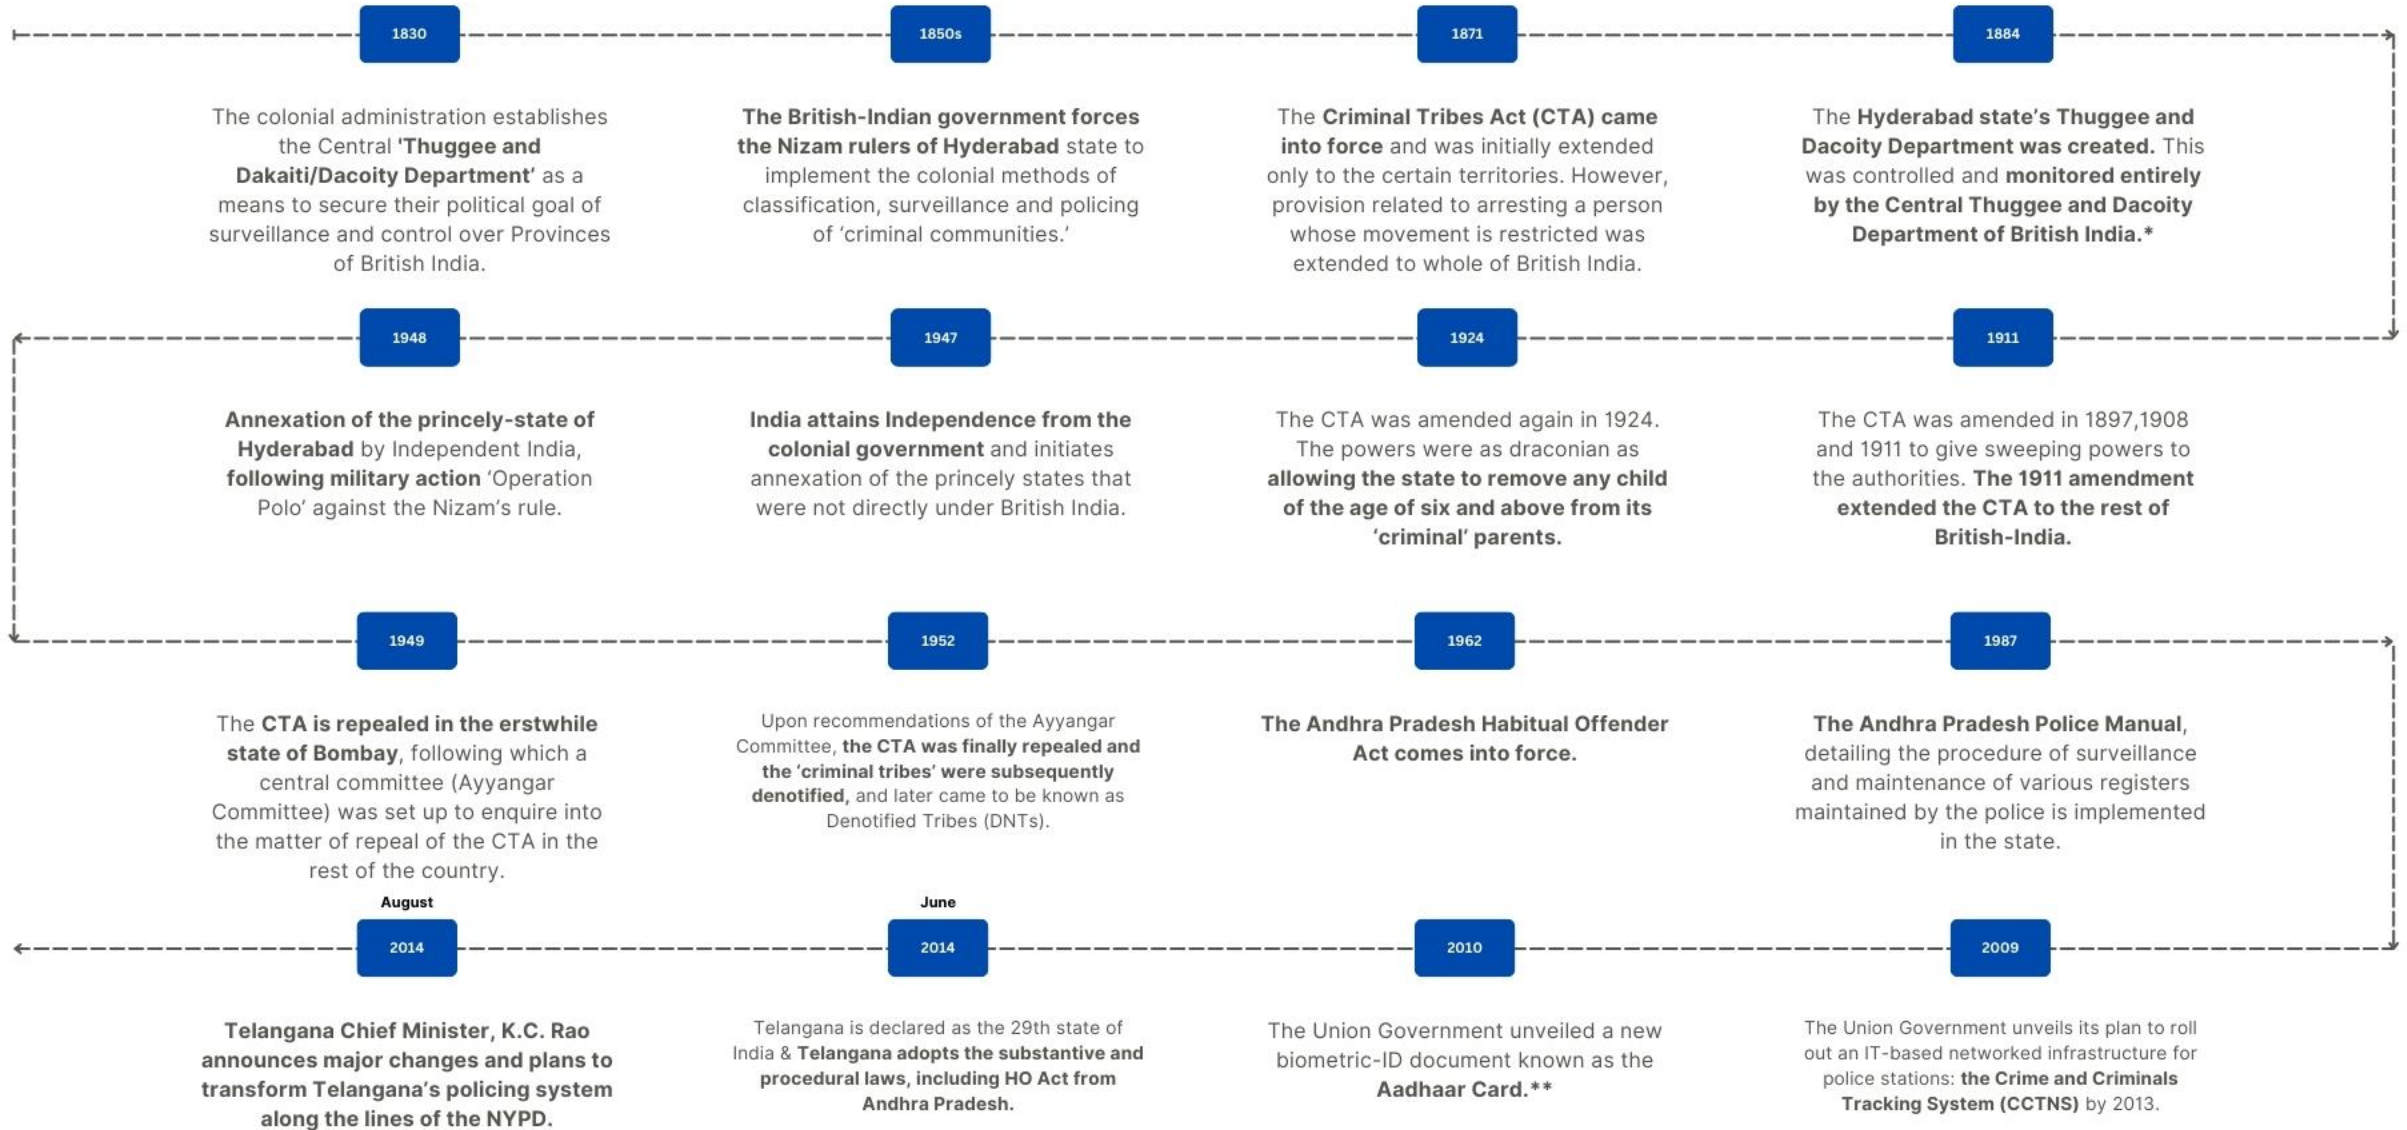 1830
The colonial administration establishes
the Central 'Thuggee and
Dakaiti/Dacoity Department’ as a
means to secure their political goal of
surveillance and control over Provinces
of British India.
1850s
The British-Indian government forces
the Nizam rulers of Hyderabad state to
implement the colonial methods of
classification, surveillance and policing
of ‘criminal communities.’
1871
The Criminal Tribes Act (CTA) came
into force and was initially extended
only to the certain territories. However,
provision related to arresting a person
whose movement is restricted was
extended to whole of British India.
1884
The Hyderabad state’s Thuggee and
Dacoity Department was created. This
was controlled and monitored entirely
by the Central Thuggee and Dacoity
Department of British India.*
1911
The CTA was amended in 1897,1908
and 1911 to give sweeping powers to
the authorities. The 1911 amendment
extended the CTA to the rest of
British-India.
1924
The CTA was amended again in 1924.
The powers were as draconian as
allowing the state to remove any child
of the age of six and above from its
‘criminal’ parents.
1947
India attains Independence from the
colonial government and initiates
annexation of the princely states that
were not directly under British India.
1948
Annexation of the princely-state of
Hyderabad by Independent India,
following military action ‘Operation
Polo’ against the Nizam’s rule.
1949
The CTA is repealed in the erstwhile
state of Bombay, following which a
central committee (Ayyangar
Committee) was set up to enquire into
the matter of repeal of the CTA in the
rest of the country.
1952
Upon recommendations of the Ayyangar
Committee, the CTA was finally repealed and
the ‘criminal tribes’ were subsequently
denotified, and later came to be known as
Denotified Tribes (DNTs).
1962
The Andhra Pradesh Habitual Offender
Act comes into force.
1987
The Andhra Pradesh Police Manual,
detailing the procedure of surveillance
and maintenance of various registers
maintained by the police is implemented
in the state.
2009
The Union Government unveils its plan to roll
out an IT-based networked infrastructure for
police stations: the Crime and Criminals
Tracking System (CCTNS) by 2013.
2010
The Union Government unveiled a new
biometric-ID document known as the
Aadhaar Card.**
June
2014
Telangana is declared as the 29th state of
India & Telangana adopts the substantive and
procedural laws, including HO Act from
Andhra Pradesh.
August
2014
Telangana Chief Minister, K.C. Rao
announces major changes and plans to
transform Telangana’s policing system
along the lines of the NYPD.